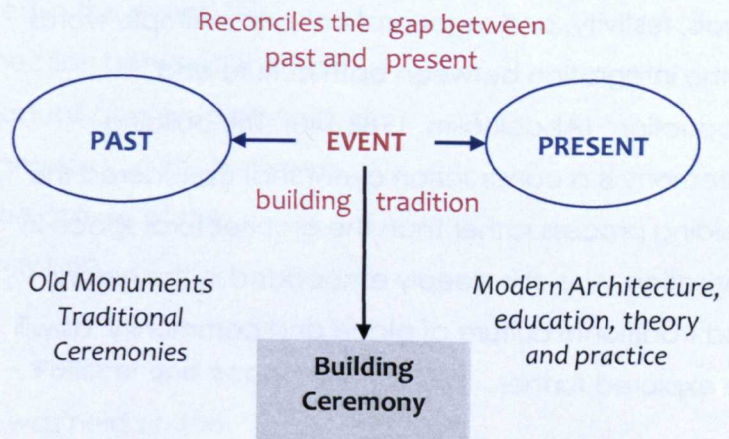 Reconciles the gap between
past and present
PAST
EVENT
PRESENT
building tradition
Old Monuments
Traditional
Ceremonies
Modern Architecture,
education, theory
and practice
Building
Ceremony